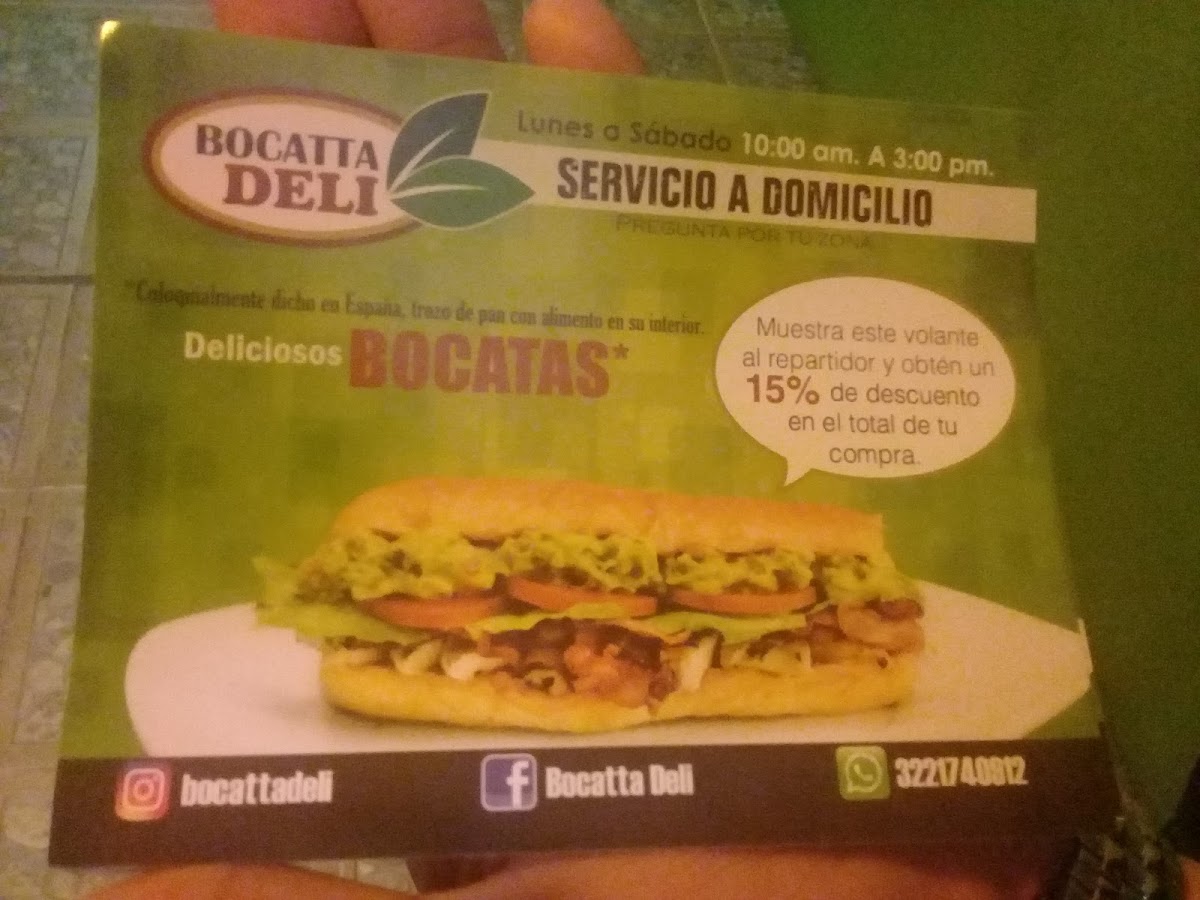 BOCATTA
DELI
Lunes a Sábado 10:00 am. A 3:00 pm.
SERVICIO A DOMICILIO
PREGUNTA POR TU ZONA
*Coloquialmente dicho en España, trozo de pan con alimento en su interior.
Deliciosos BOCATAS*
Muestra este volante
al repartidor y obtén un
15% de descuento
en el total de tu
compra.
bocattadeli
Bocatta Deli
3221740912